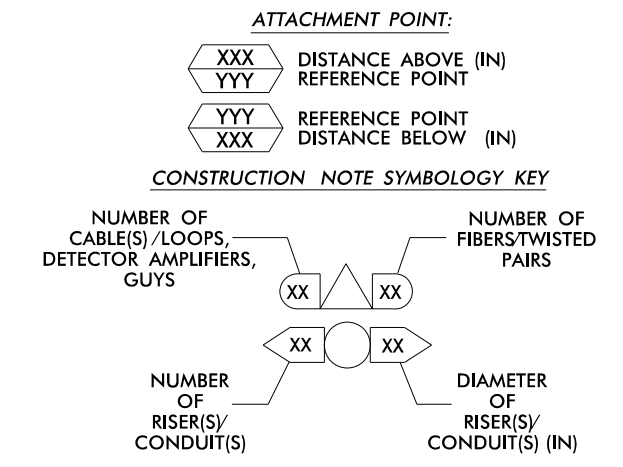 ATTACHMENT POINT:
XXX
YYY
DISTANCE ABOVE (IN)
REFERENCE POINT
YYY
XXX
REFERENCE POINT
DISTANCE BELOW (IN)
CONSTRUCTION NOTE SYMBOLOGY KEY
NUMBER OF
CABLE(S)/LOOPS,
DETECTOR AMPLIFIERS,
GUYS
NUMBER OF
FIBERS/TWISTED
PAIRS
XX
XX
XX
XX
NUMBER
OF
RISER(S)/
CONDUIT(S)
DIAMETER
OF
RISER(S)/
CONDUIT(S) (IN)